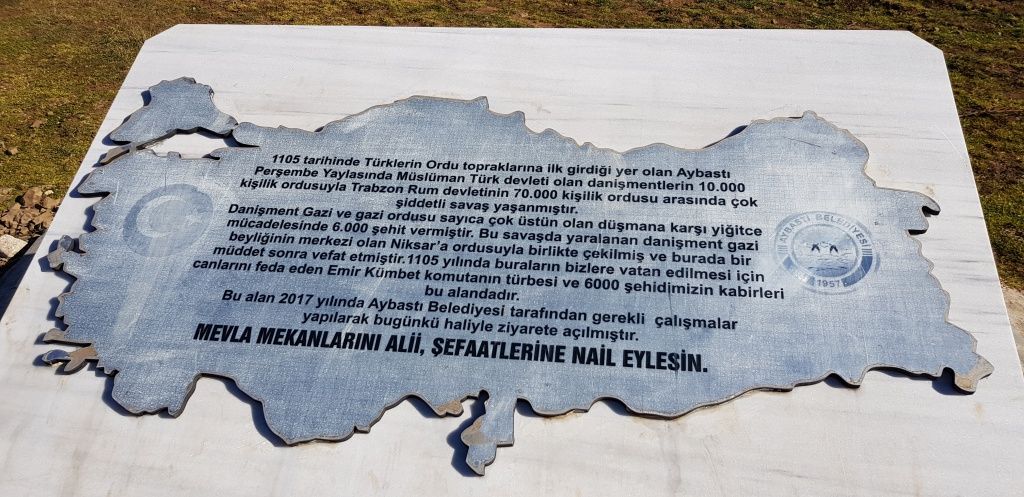 1105 tarihinde Türklerin Ordu topraklarına ilk girdiği yer olan Aybastı
Perşembe Yaylasında Müslüman Türk devleti olan danişmentlerin 10.000
kişilik ordusuyla Trabzon Rum devletinin 70.000 kişilik ordusu arasında çok
şiddetli savaş yaşanmıştır.
Danişment Gazi ve gazi ordusu sayıca çok üstün olan düşmana karşı yiğitçe
mücadelesinde 6.000 şehit vermiştir. Bu savaşda yaralanan danişment gazi
beyliğinin merkezi olan Niksar'a ordusuyla birlikte çekilmiş ve burada bir
müddet sonra vefat etmiştir.1105 yılında buraların bizlere vatan edilmesi için
canlarını feda eden Emir Kümbet komutanın türbesi ve 6000 şehidimizin kabirleri
bu alandadır.
Bu alan 2017 yılında Aybastı Belediyesi tarafından gerekli çalışmalar
yapılarak bugünkü haliyle ziyarete açılmıştır.
MEVLA MEKANLARINI ALİİ, ŞEFAATLERİNE NAİL EYLESİN.
AYBASTI BELEDİYESİ
1957